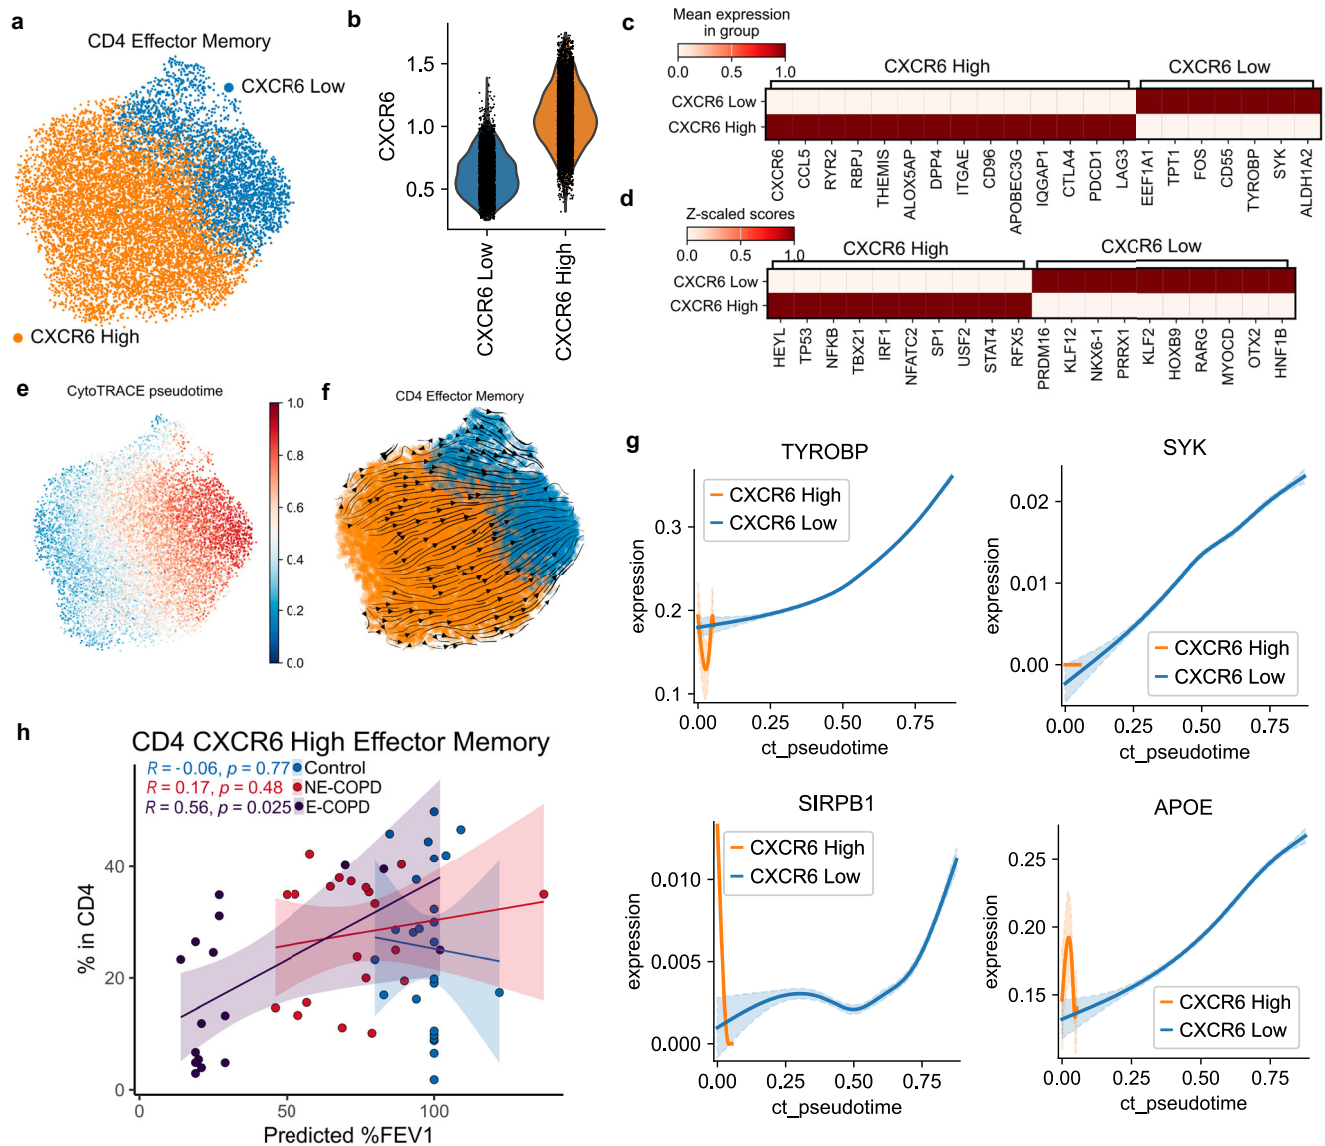 a
CD4 Effector Memory
CXCR6 Low
CXCR6 High
b
CXCR6
1.5
1.0
0.5
CXCR6 Low
CXCR6 High
c
Mean expression
in group
0.0 0.5 1.0
CXCR6 High CXCR6 Low
CXCR6 Low
CXCR6 High
CXCR6 CCL5 RYR2 RBPJ THEMIS ALOX5AP DPP4 ITGAE CD96 APOBEC3G IQGAP1 CTLA4 PDCD1 LAG3 EEF1A1 TPT1 FOS CD55 TYROBP SYK ALDH1A2
d
Z-scaled scores
0.0 0.5 1.0
CXCR6 High CXCR6 Low
CXCR6 Low
CXCR6 High
HEYL TP53 NFKB TBX21 IRF1 NFATC2 SP1 USF2 STAT4 RFX5 PRDM16 KLF12 NKX6-1 PRRX1 KLF2 HOXB9 RARG MYOCD OTX2 HNF1B
e
CytoTRACE pseudotime
1.0
0.8
0.6
0.4
0.2
0.0
f
CD4 Effector Memory
g
TYROBP
CXCR6 High
CXCR6 Low
expression
0.3
0.2
0.1
0.00 0.25 0.50 0.75
ct_pseudotime
SYK
expression
0.02
0.01
0.00
CXCR6 High
CXCR6 Low
0.00 0.25 0.50 0.75
ct_pseudotime
SIRPB1
CXCR6 High
CXCR6 Low
expression
0.010
0.005
0.000
0.00 0.25 0.50 0.75
ct_pseudotime
APOE
expression
0.25
0.20
0.15
CXCR6 High
CXCR6 Low
0.00 0.25 0.50 0.75
ct_pseudotime
h
CD4 CXCR6 High Effector Memory
R = -0.06, p = 0.77 Control
R = 0.17, p = 0.48 NE-COPD
R = 0.56, p = 0.025 E-COPD
% in CD4
40
20
0
0 50 100
Predicted %FEV1